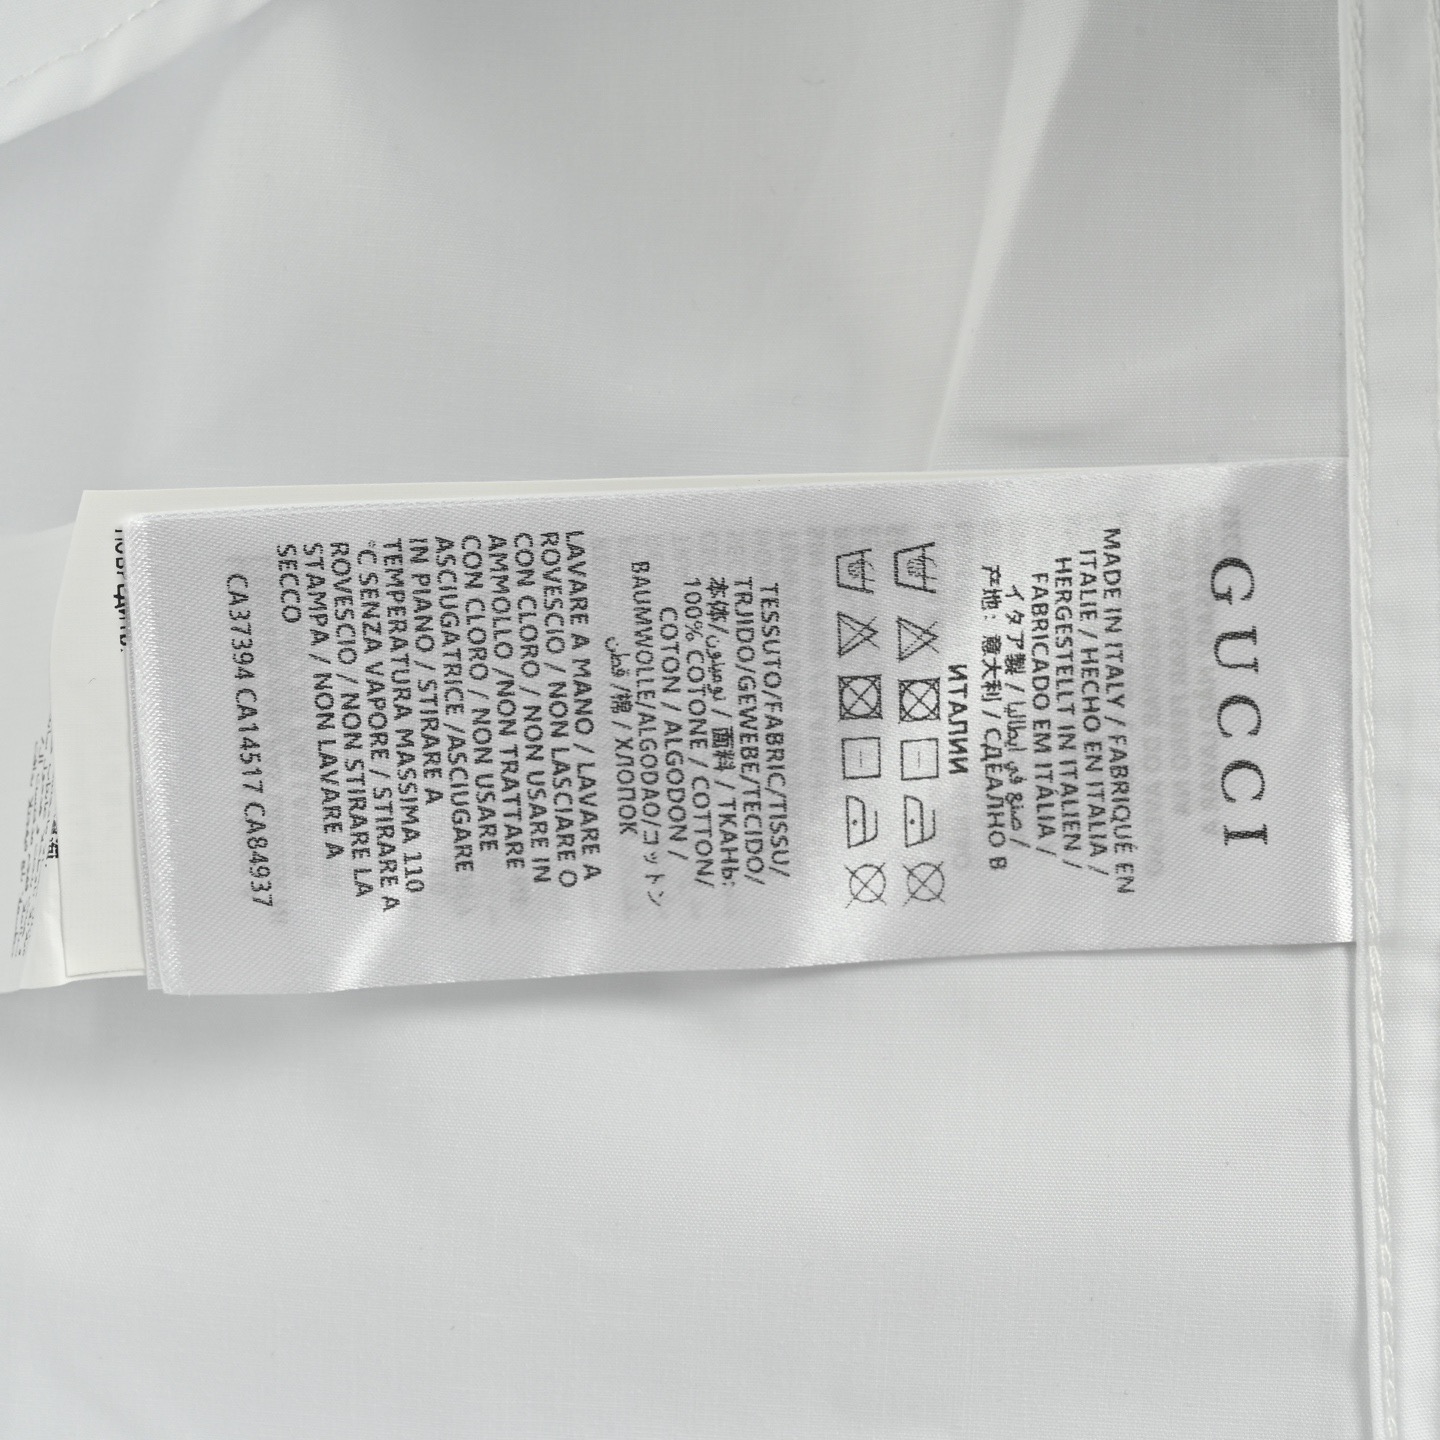 GUCCI
MADE IN ITALY / FABRIQUÉ EN
ITALIE / HECHO EN ITALIA /
HERGESTELLT IN ITALIEN /
FABRICADO EM ITÁLIA /
イタリア製 / صنع في إيطاليا /
产地: 意大利 / СДЕЛАНО В
ИТАЛИИ
TESSUTO/FABRIC/TISSU/
TRJIDO/GEWEBE/TECIDO/
本体/ / 面料 / ТКАНЬ:
100% COTONE / COTTON/
COTON / ALGODON /
BAUMWOLLE/ALGODAO/コットン
قطن /棉 / ХЛОПОК
LAVARE A MANO / LAVARE A
ROVESCIO / NON LASCIARE O
CON CLORO / NON USARE IN
AMMOLLO /NON TRATTARE
CON CLORO / NON USARE
ASCIUGATRICE /ASCIUGARE
IN PIANO / STIRARE A
TEMPERATURA MASSIMA 110
°C SENZA VAPORE / STIRARE A
ROVESCIO / NON STIRARE LA
STAMPA / NON LAVARE A
SECCO
CA37394 CA14517 CA84937